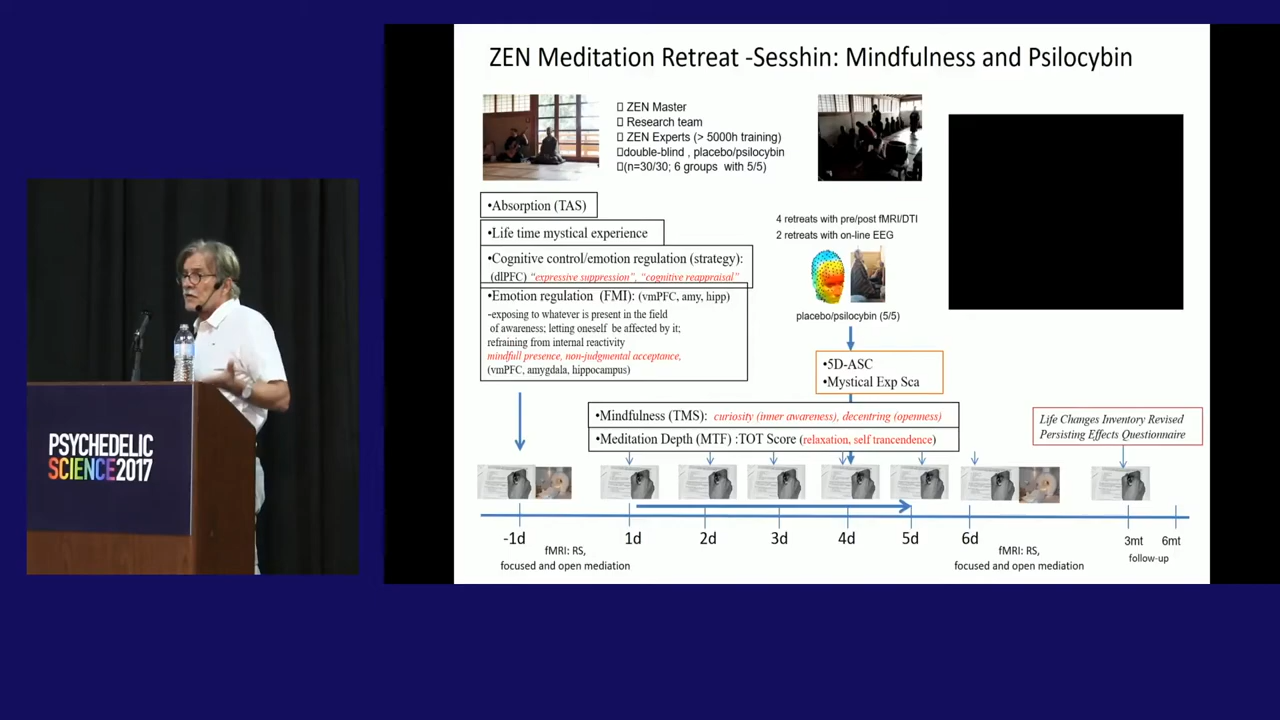 ZEN Meditation Retreat -Sesshin: Mindfulness and Psilocybin
ZEN Master
Research team
ZEN Experts (> 5000h training)
double-blind , placebo/psilocybin
(n=30/30; 6 groups with 5/5)
•Absorption (TAS)
•Life time mystical experience
•Cognitive control/emotion regulation (strategy):
(dlPFC) “expressive suppression”, “cognitive reappraisal”
•Emotion regulation (FMI): (vmPFC, amy, hipp)
-exposing to whatever is present in the field
of awareness; letting oneself be affected by it;
refraining from internal reactivity
mindfull presence, non-judgmental acceptance,
(vmPFC, amygdala, hippocampus)
4 retreats with pre/post fMRI/DTI
2 retreats with on-line EEG
placebo/psilocybin (5/5)
•5D-ASC
•Mystical Exp Sca
•Mindfulness (TMS): curiosity (inner awareness), decentring (openness)
•Meditation Depth (MTF) :TOT Score (relaxation, self trancendence)
Life Changes Inventory Revised
Persisting Effects Questionnaire
-1d 1d 2d 3d 4d 5d 6d 3mt 6mt
fMRI: RS,
focused and open mediation
fMRI: RS,
focused and open mediation
follow-up
PSYCHEDELIC
SCIENCE2017